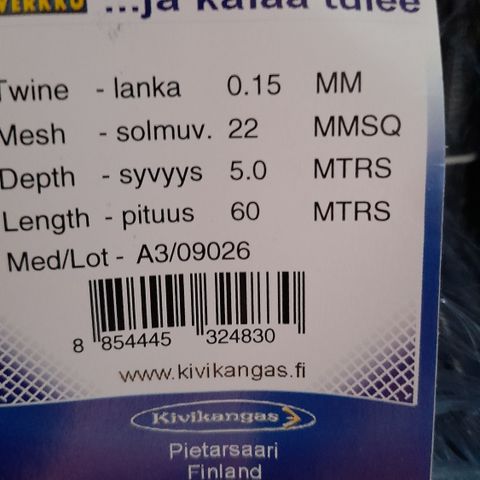 VERKKU ...ja kalaa tulee
Twine - lanka 0.15 MM
Mesh - solmuv. 22 MMSQ
Depth - syvyys 5.0 MTRS
Length - pituus 60 MTRS
Med/Lot - A3/09026
8 854445 324830
www.kivikangas.fi
Kivikangas
Pietarsaari
Finland